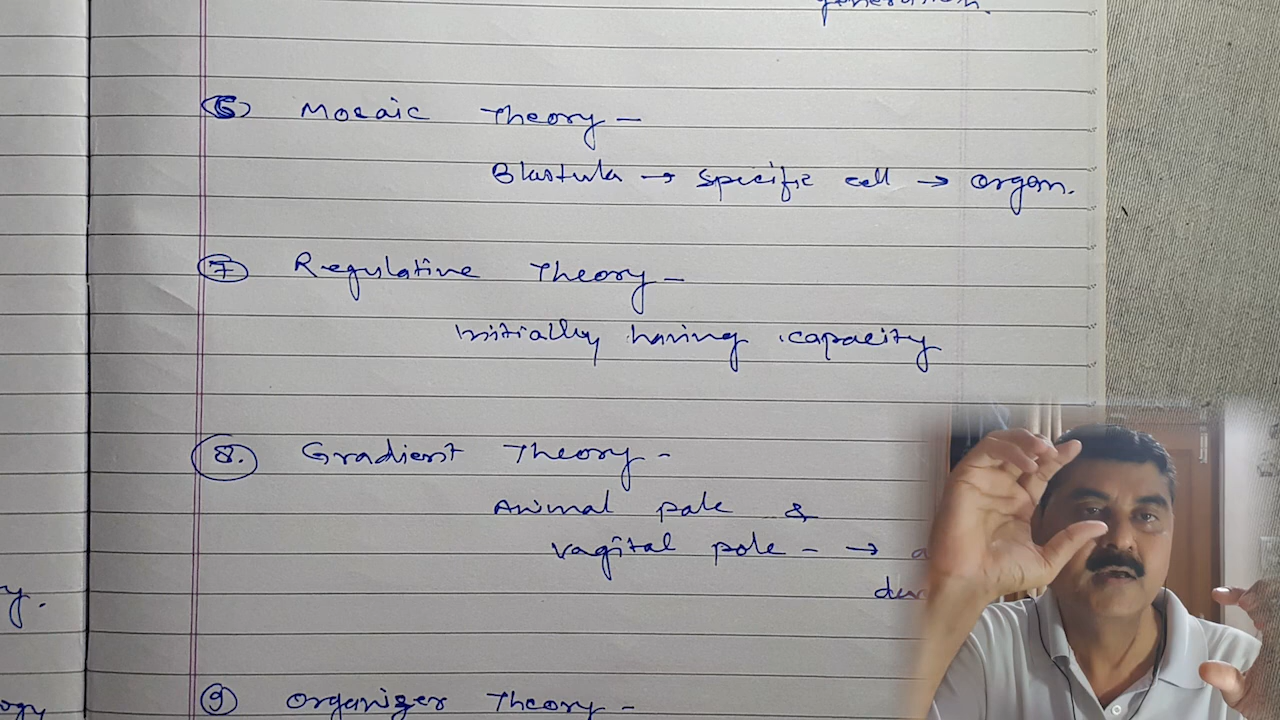 generation.
⑥ Mosaic Theory -
Blastula → specific cell → organ.
⑦ Regulative Theory -
initially having capacity
⑧. Gradient Theory -
Animal pole &
vagital pole - →
⑨ organizer Theory -